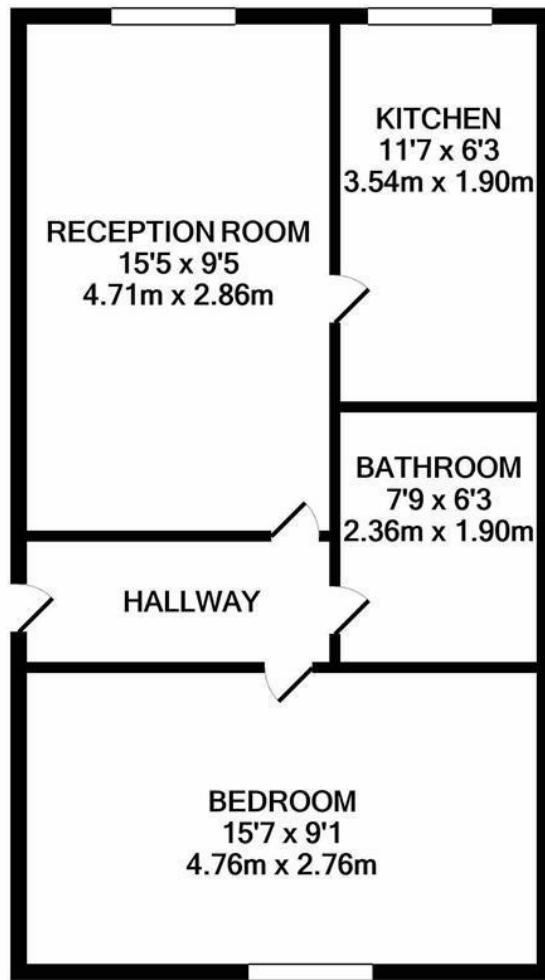 KITCHEN
11'7 x 6'3
3.54m x 1.90m
RECEPTION ROOM
15'5 x 9'5
4.71m x 2.86m
BATHROOM
7'9 x 6'3
2.36m x 1.90m
HALLWAY
BEDROOM
15'7 x 9'1
4.76m x 2.76m